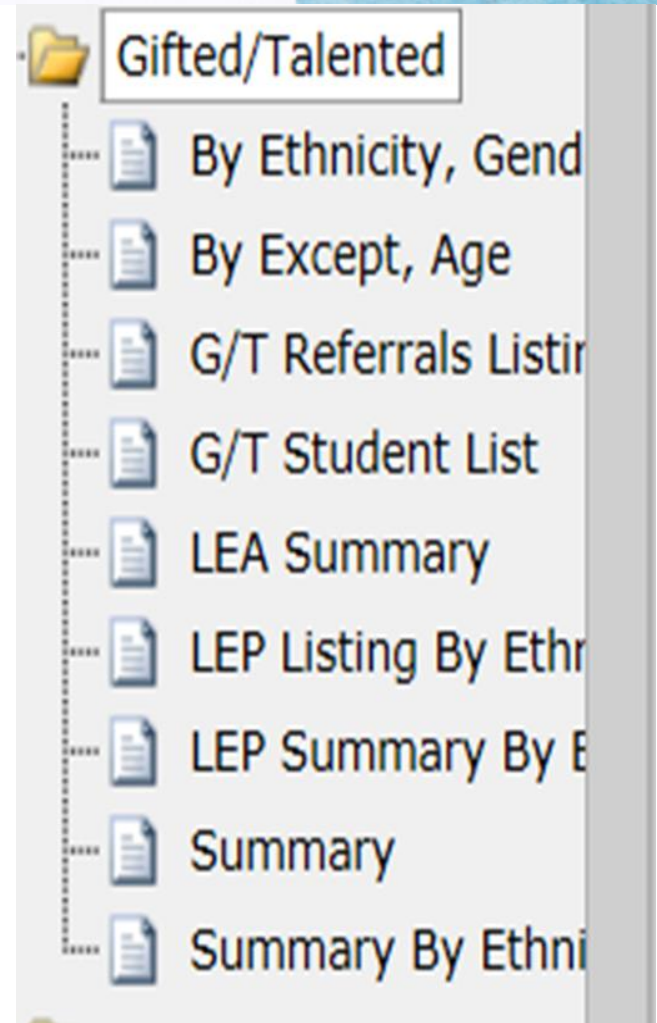 Gifted/Talented
By Ethnicity, Gend
By Except, Age
G/T Referrals Listin
G/T Student List
LEA Summary
LEP Listing By Ethn
LEP Summary By E
Summary
Summary By Ethni